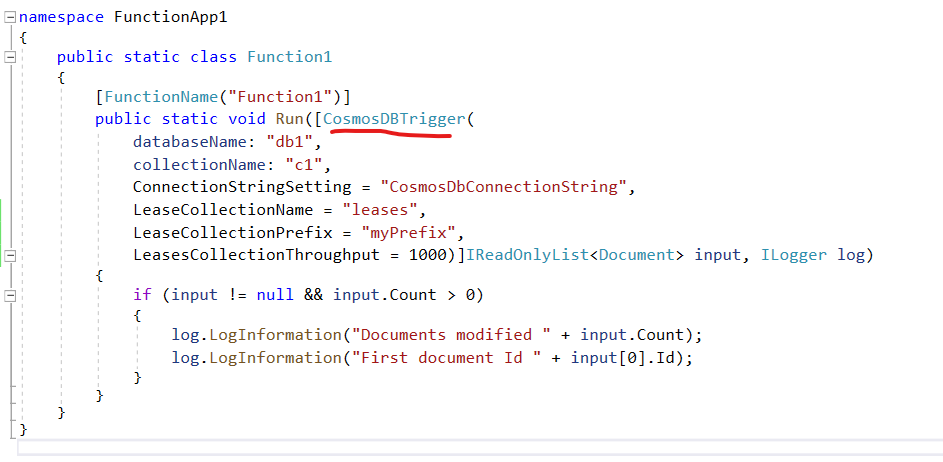 namespace FunctionApp1
{
public static class Function1
{
[FunctionName("Function1")]
public static void Run([CosmosDBTrigger(
databaseName: "db1",
collectionName: "c1",
ConnectionStringSetting = "CosmosDbConnectionString",
LeaseCollectionName = "leases",
LeaseCollectionPrefix = "myPrefix",
LeasesCollectionThroughput = 1000)]IReadOnlyList<Document> input, ILogger log)
{
if (input != null && input.Count > 0)
{
log.LogInformation("Documents modified " + input.Count);
log.LogInformation("First document Id " + input[0].Id);
}
}
}
}